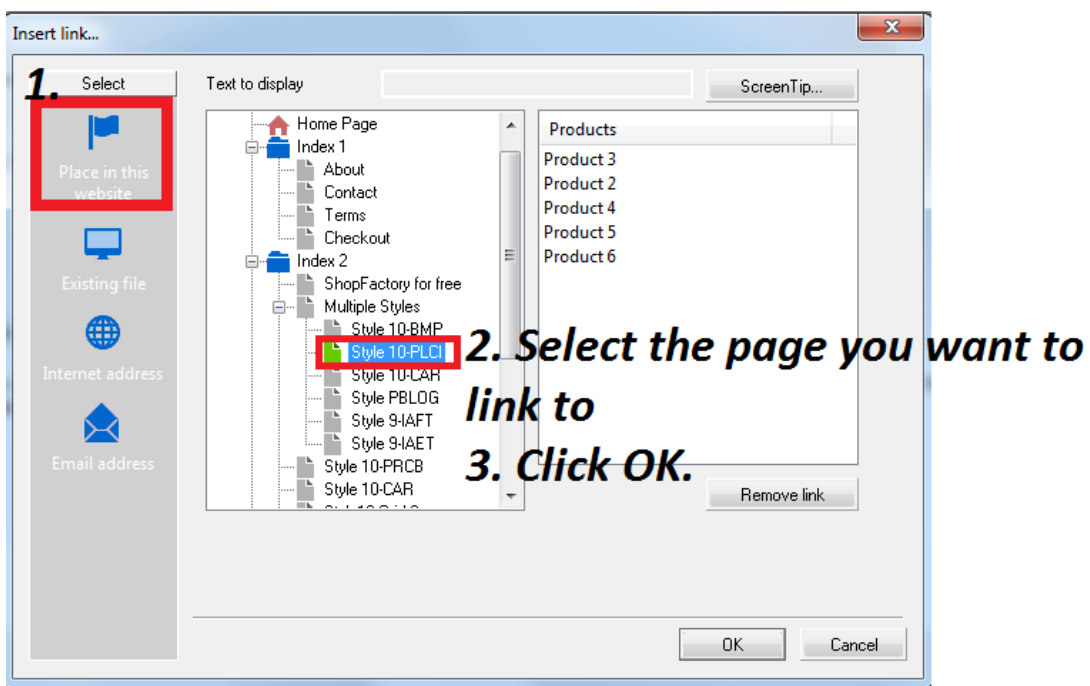 Insert link...
x
1.
Select
Text to display
ScreenTip...
Place in this
website
Existing file
Internet address
Email address
Home Page
Index 1
About
Contact
Terms
Checkout
Index 2
ShopFactory for free
Multiple Styles
Style 10-BMP
Style 10-PLCI
Style 10-CAR
Style PBLOG
Style 9-IAFT
Style 9-IAET
Style 10-PRCB
Style 10-CAR
Products
Product 3
Product 2
Product 4
Product 5
Product 6
2. Select the page you want to
link to
3. Click OK.
Remove link
OK
Cancel